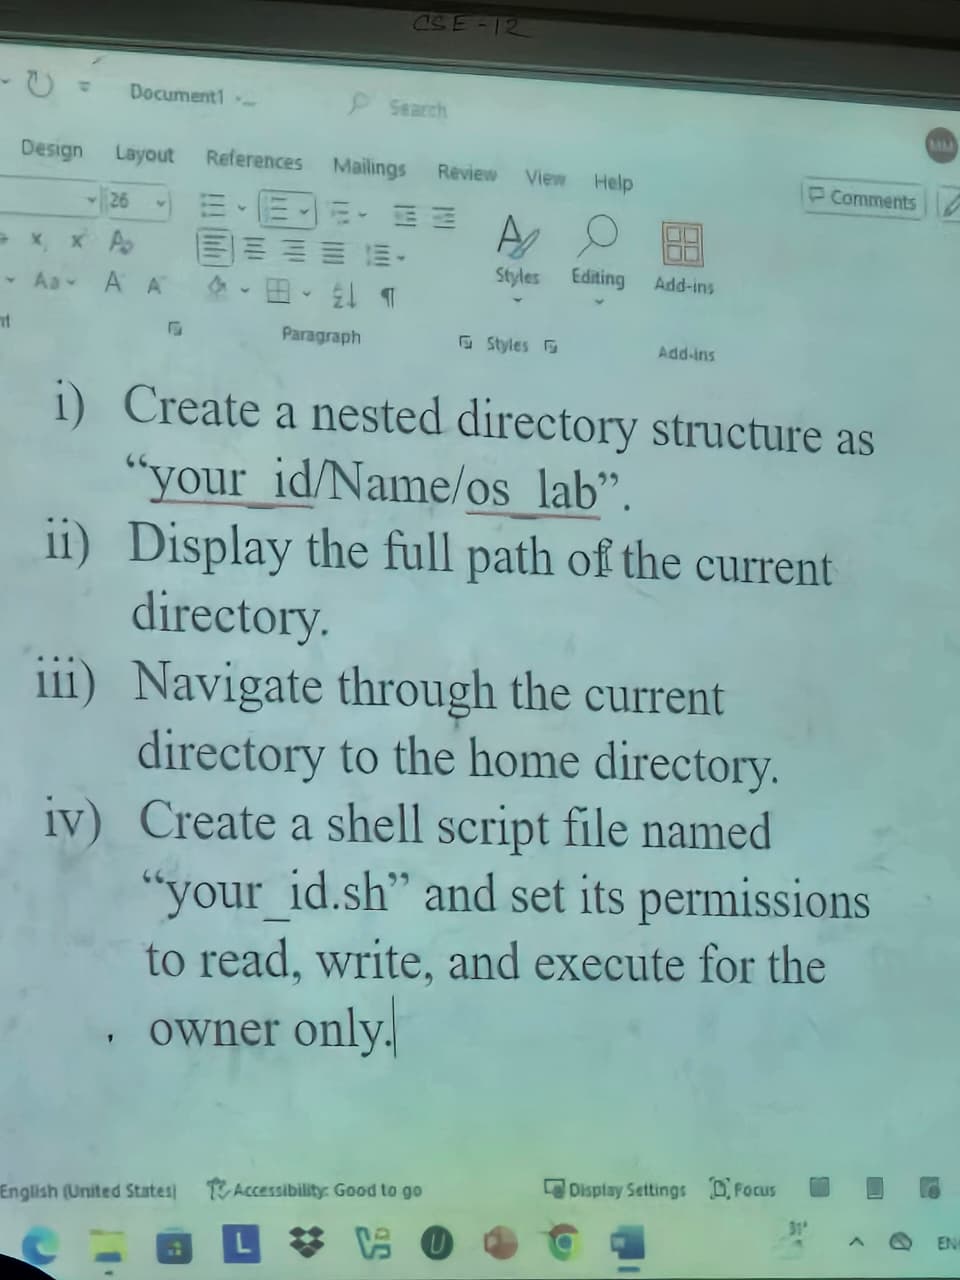 CSE-12
Document1
Search
MM
Design Layout References Mailings Review View Help
Comments
26
Styles Editing Add-ins
Paragraph Styles Add-ins
i) Create a nested directory structure as
“your_id/Name/os_lab”.
ii) Display the full path of the current
directory.
iii) Navigate through the current
directory to the home directory.
iv) Create a shell script file named
“your_id.sh” and set its permissions
to read, write, and execute for the
owner only.
English (United States) Accessibility: Good to go Display Settings Focus
L U 31° EN